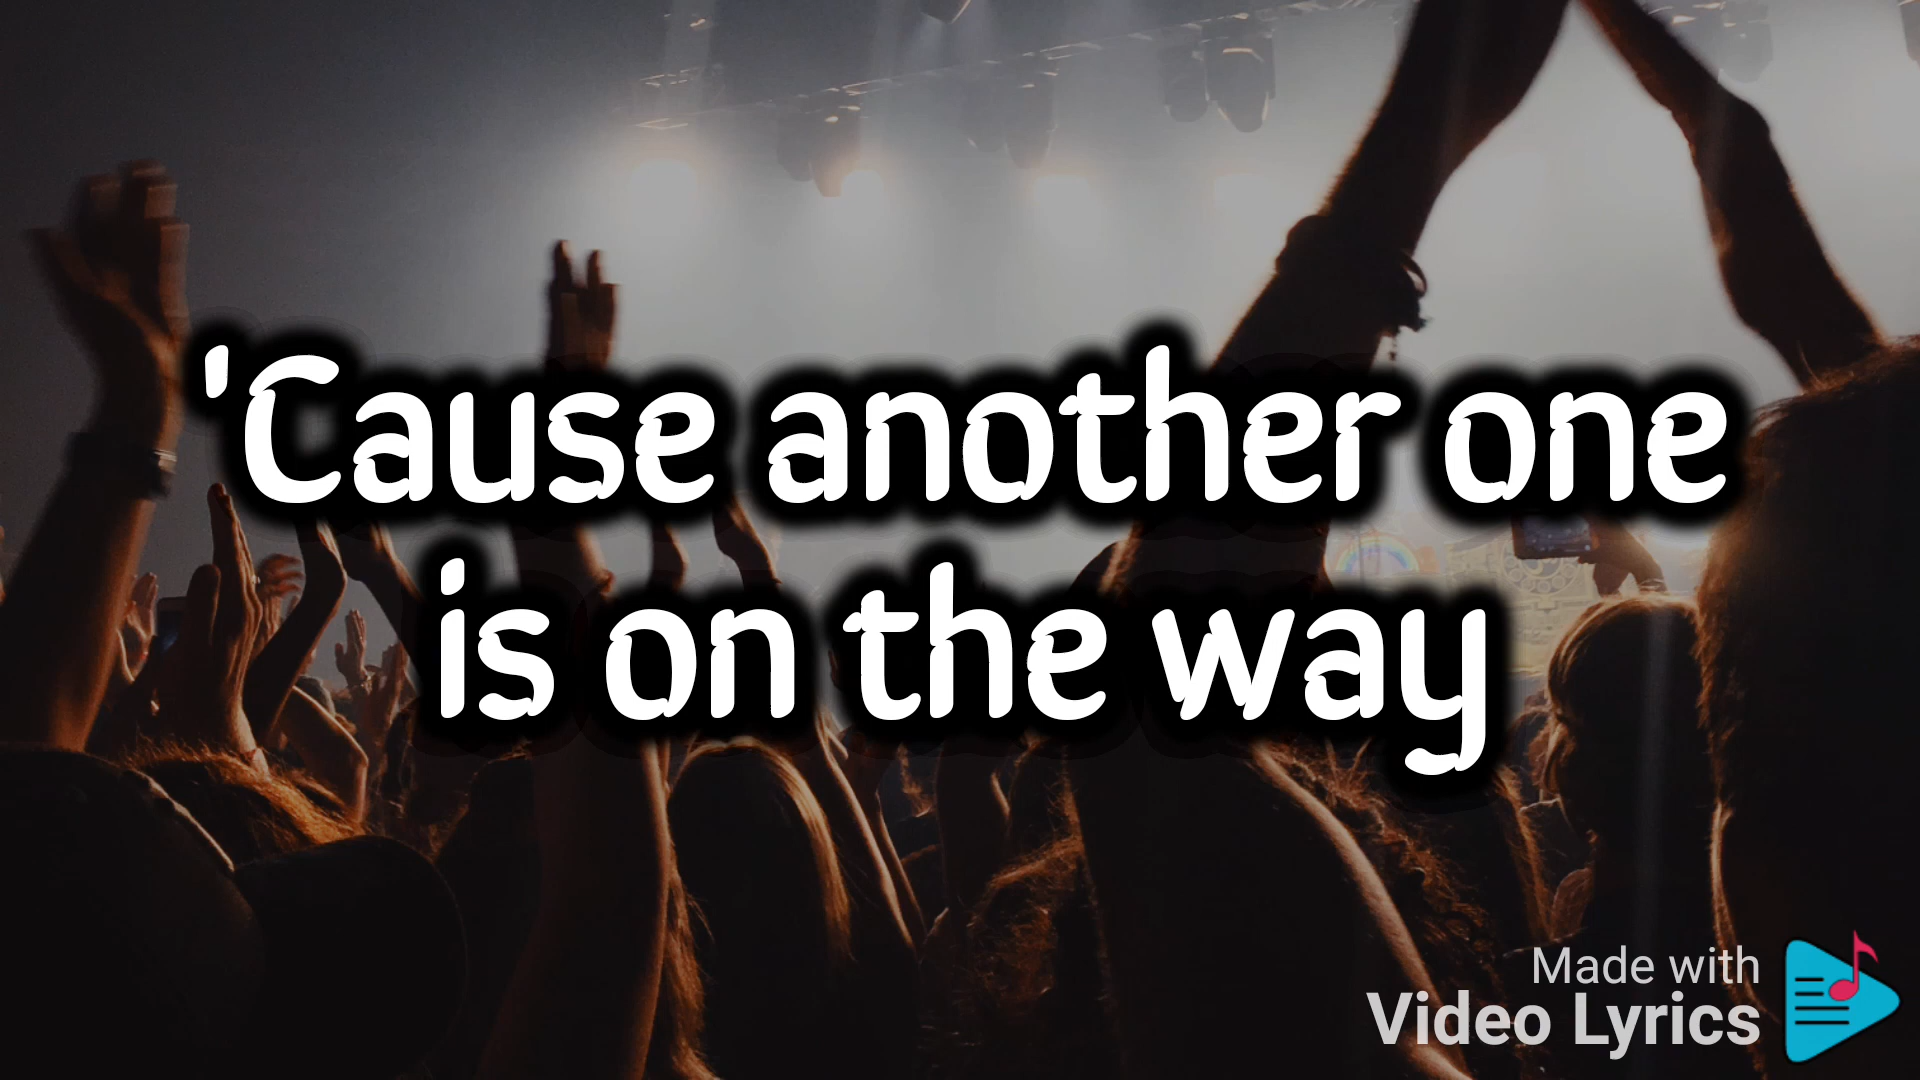 'Cause another one
is on the way
Made with
Video Lyrics